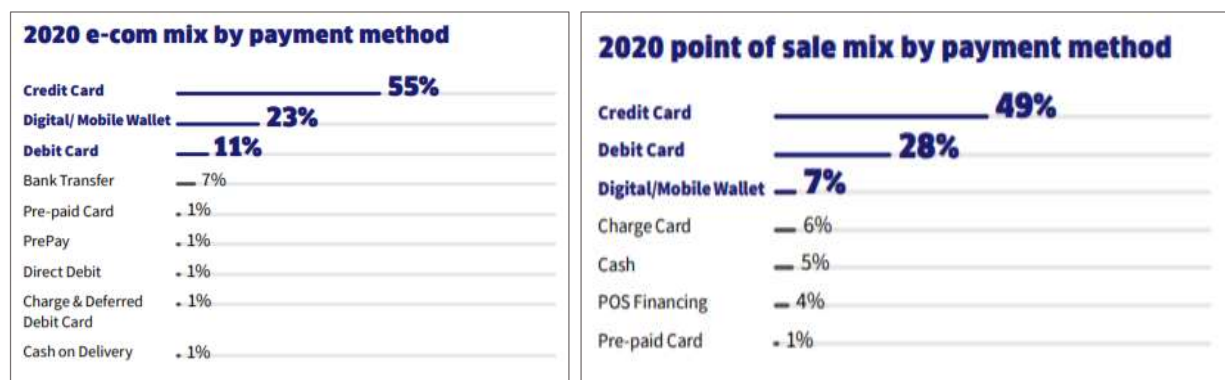 2020 e-com mix by payment method
Credit Card 55%
Digital/ Mobile Wallet 23%
Debit Card 11%
Bank Transfer 7%
Pre-paid Card 1%
PrePay 1%
Direct Debit 1%
Charge & Deferred 1%
Debit Card
Cash on Delivery 1%
2020 point of sale mix by payment method
Credit Card 49%
Debit Card 28%
Digital/Mobile Wallet 7%
Charge Card 6%
Cash 5%
POS Financing 4%
Pre-paid Card 1%